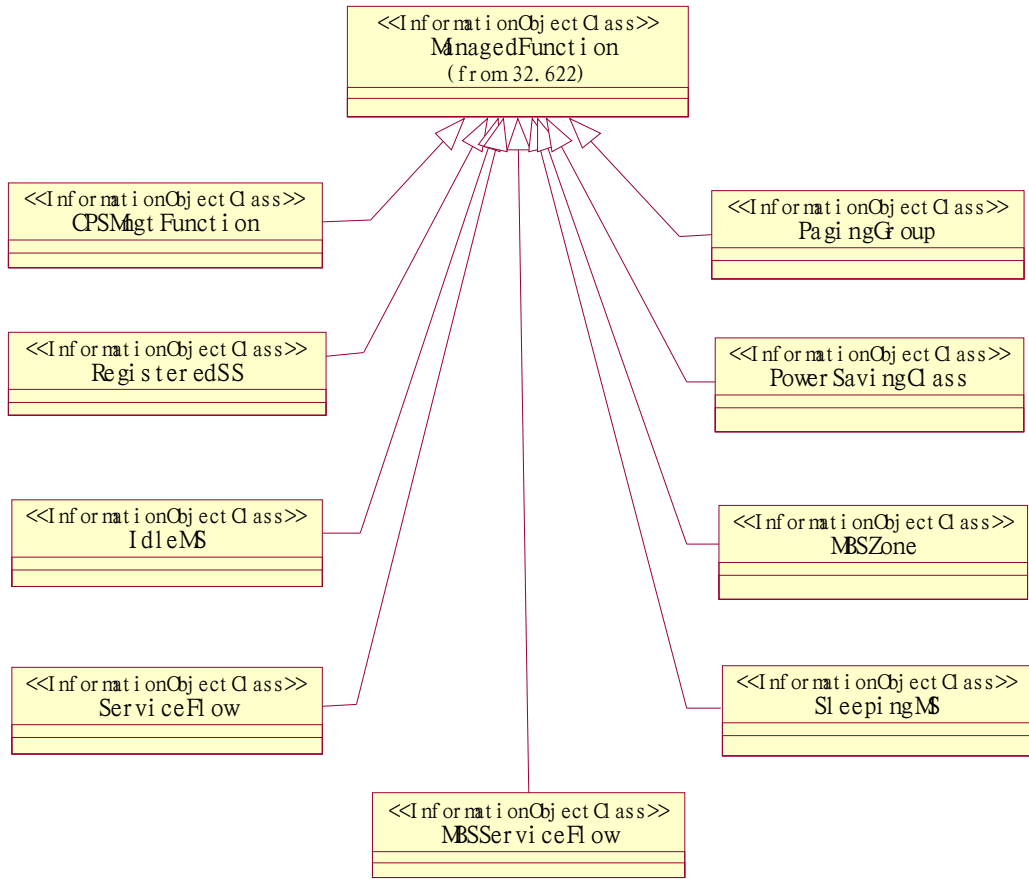 <<InformationObjectClass>>
ManagedFunction
(from 32.622)
<<InformationObjectClass>>
CPSMngtFunction
<<InformationObjectClass>>
PagingGroup
<<InformationObjectClass>>
RegisteredSS
<<InformationObjectClass>>
PowerSavingClass
<<InformationObjectClass>>
IdleMS
<<InformationObjectClass>>
MBSZone
<<InformationObjectClass>>
ServiceFlow
<<InformationObjectClass>>
SleepingMS
<<InformationObjectClass>>
MBSServiceFlow